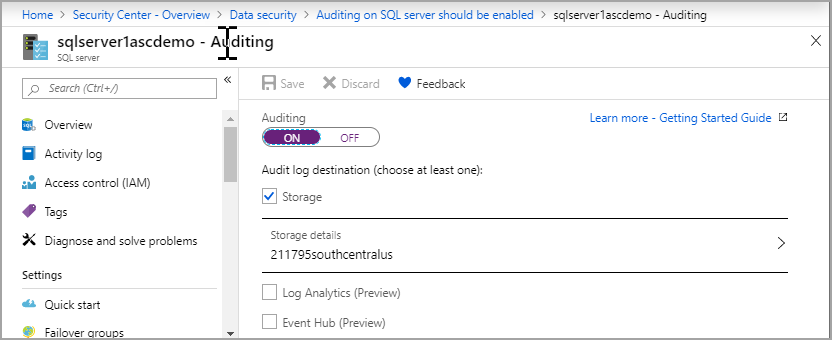 Home > Security Center - Overview > Data security > Auditing on SQL server should be enabled > sqlserver1ascdemo - Auditing
sqlserver1ascdemo - Auditing
SQL server
Search (Ctrl+/)
Overview
Activity log
Access control (IAM)
Tags
Diagnose and solve problems
Settings
Quick start
Failover groups
Save Discard Feedback
Auditing
Learn more - Getting Started Guide
ON OFF
Audit log destination (choose at least one):
Storage
Storage details
211795southcentralus
Log Analytics (Preview)
Event Hub (Preview)